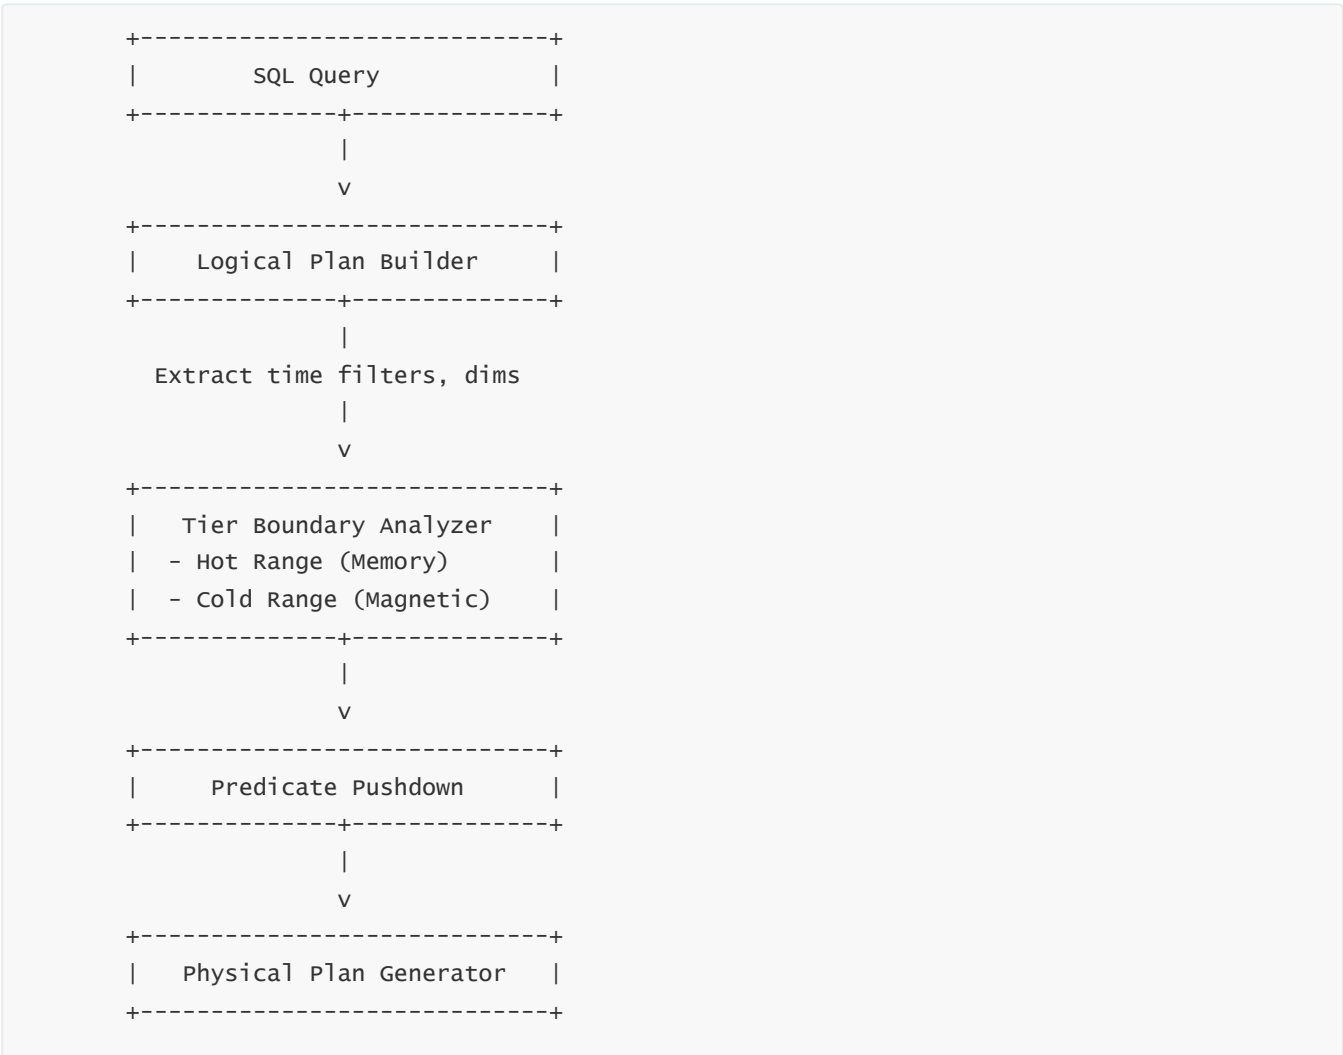 +-----------------------------+
|        SQL Query            |
+--------------+--------------+
               |
               v
+-----------------------------+
|    Logical Plan Builder     |
+--------------+--------------+
               |
  Extract time filters, dims
               |
               v
+-----------------------------+
|   Tier Boundary Analyzer    |
|  - Hot Range (Memory)       |
|  - Cold Range (Magnetic)    |
+--------------+--------------+
               |
               v
+-----------------------------+
|     Predicate Pushdown      |
+--------------+--------------+
               |
               v
+-----------------------------+
|   Physical Plan Generator   |
+-----------------------------+